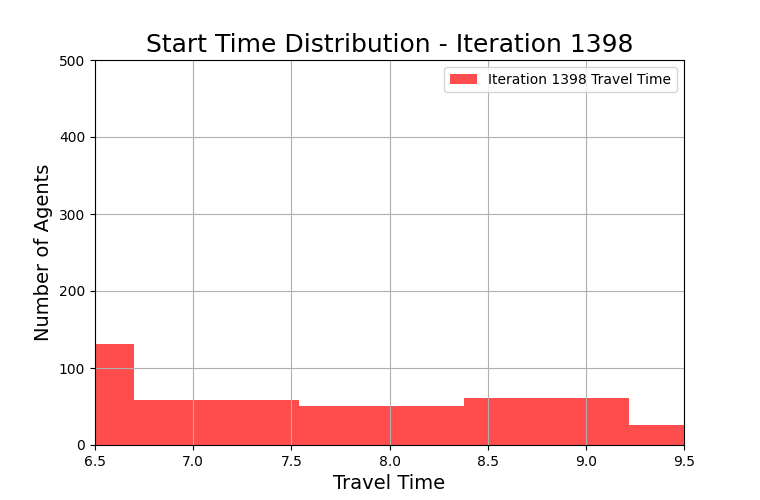 Start Time Distribution - Iteration 1398
500
Iteration 1398 Travel Time
400
300
200
100
0
Number of Agents
6.5 7.0 7.5 8.0 8.5 9.0 9.5
Travel Time